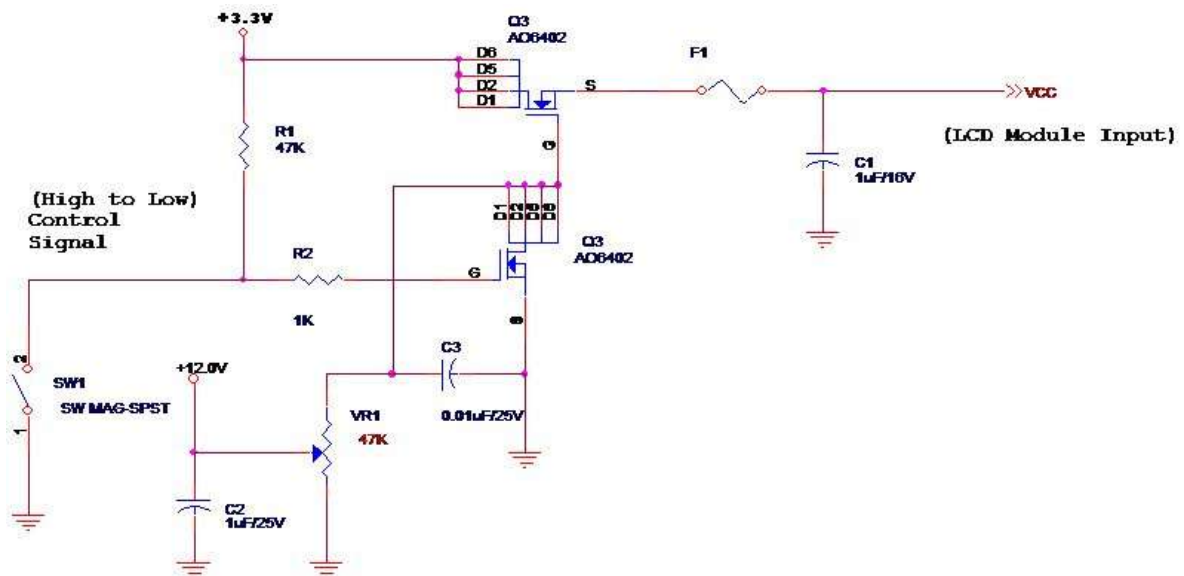 +3.3V
Q3
AO6402
F1
D6
D5
D2
D1
S
VCC
R1
47K
(LCD Module Input)
C1
1uF/16V
G
(High to Low)
Control
Signal
D1
D2
Q3
AO6402
R2
G
1K
C3
2
+12.0V
SW1
SW MAG-SPST
VR1
47K
0.01uF/25V
1
C2
1uF/25V